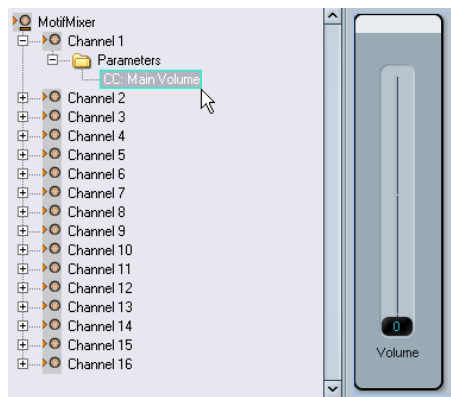 MotifMixer
Channel 1
Parameters
CC: Main Volume
Channel 2
Channel 3
Channel 4
Channel 5
Channel 6
Channel 7
Channel 8
Channel 9
Channel 10
Channel 11
Channel 12
Channel 13
Channel 14
Channel 15
Channel 16
0
Volume